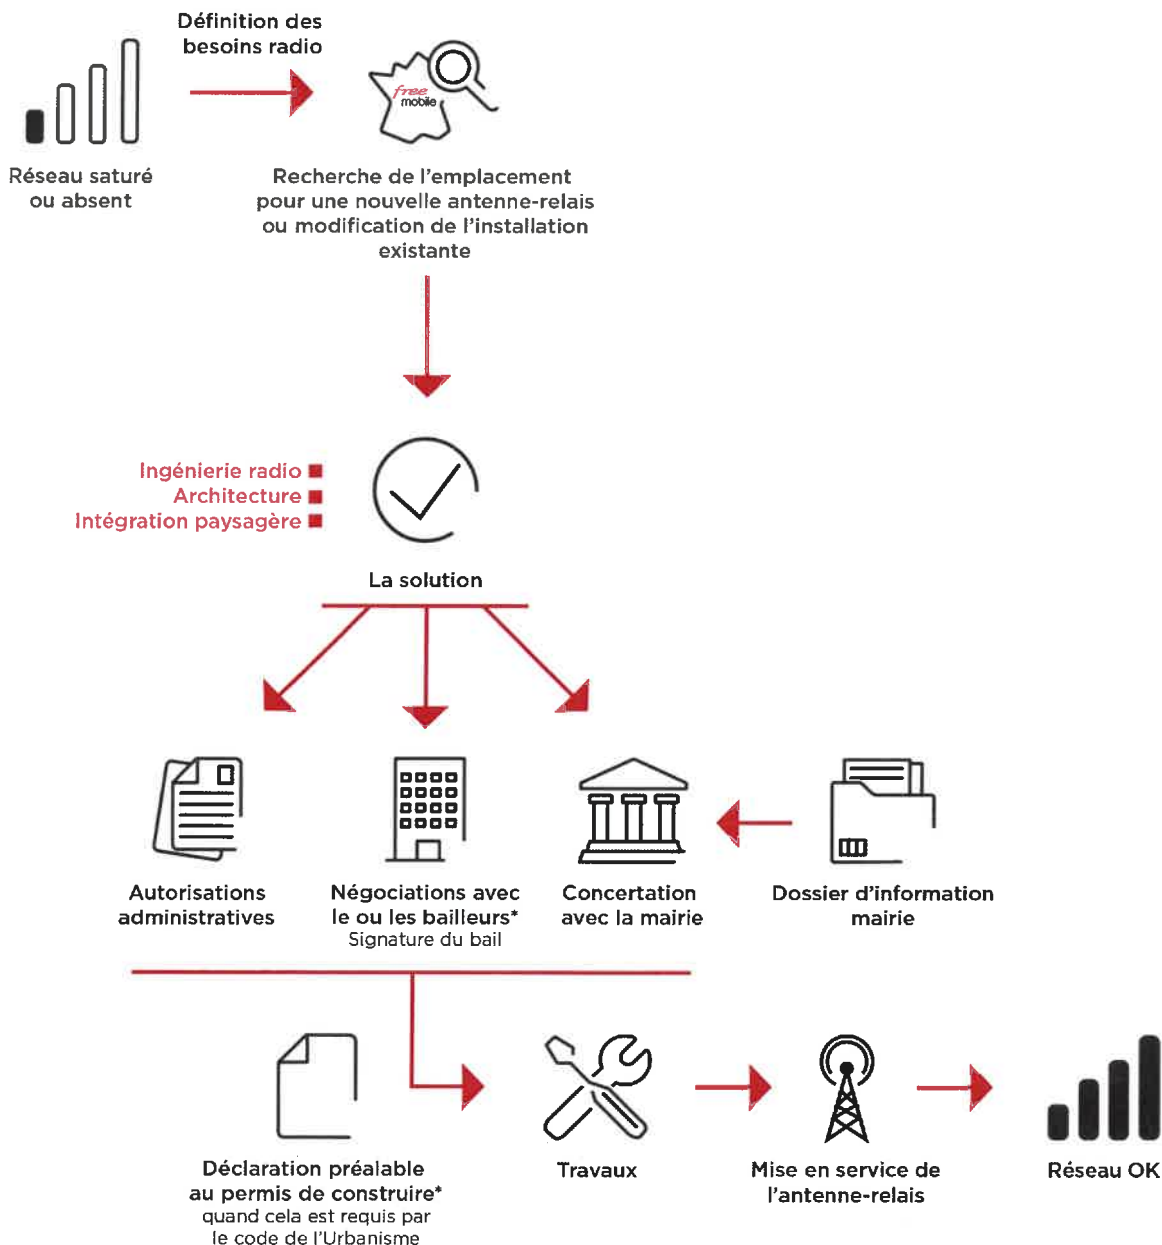 Définition des
besoins radio
free
mobile
Réseau saturé
ou absent
Recherche de l'emplacement
pour une nouvelle antenne-relais
ou modification de l'installation
existante
Ingénierie radio
Architecture
Intégration paysagère
La solution
Autorisations
administratives
Négociations avec
le ou les bailleurs*
Signature du bail
Concertation
avec la mairie
Dossier d'information
mairie
Déclaration préalable
au permis de construire*
quand cela est requis par
le code de l'Urbanisme
Travaux
Mise en service de
l'antenne-relais
Réseau OK